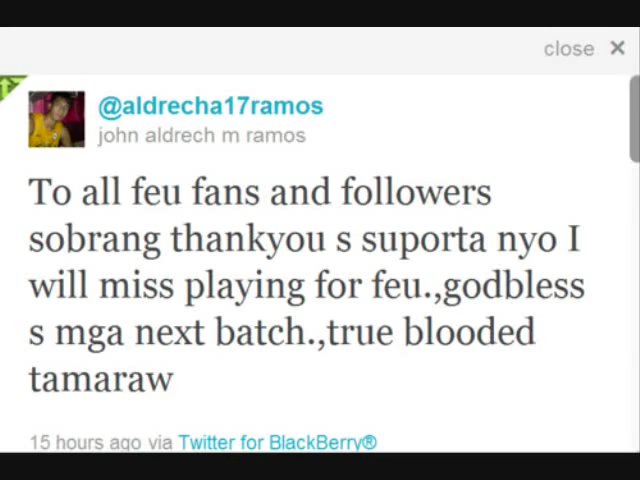 close ×
@aldrecha17ramos
john aldrech m ramos
To all feu fans and followers
sobrang thankyou s suporta nyo I
will miss playing for feu.,godbless
s mga next batch.,true blooded
tamaraw
15 hours ago via Twitter for BlackBerry®